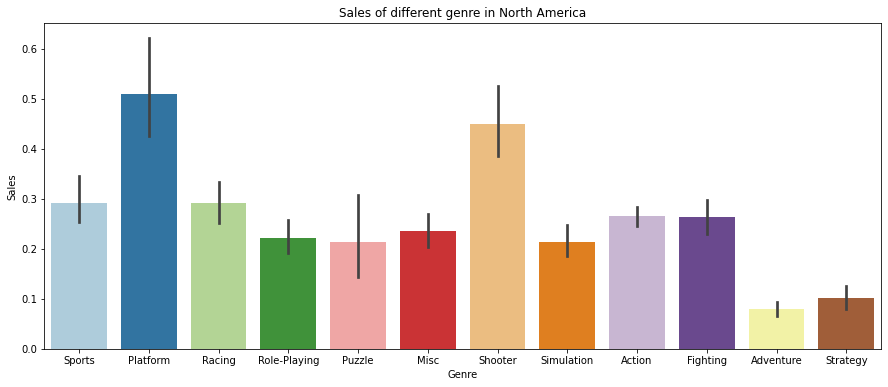 Sales of different genre in North America
Sales
0.6
0.5
0.4
0.3
0.2
0.1
0.0
Sports Platform Racing Role-Playing Puzzle Misc Shooter Simulation Action Fighting Adventure Strategy
Genre